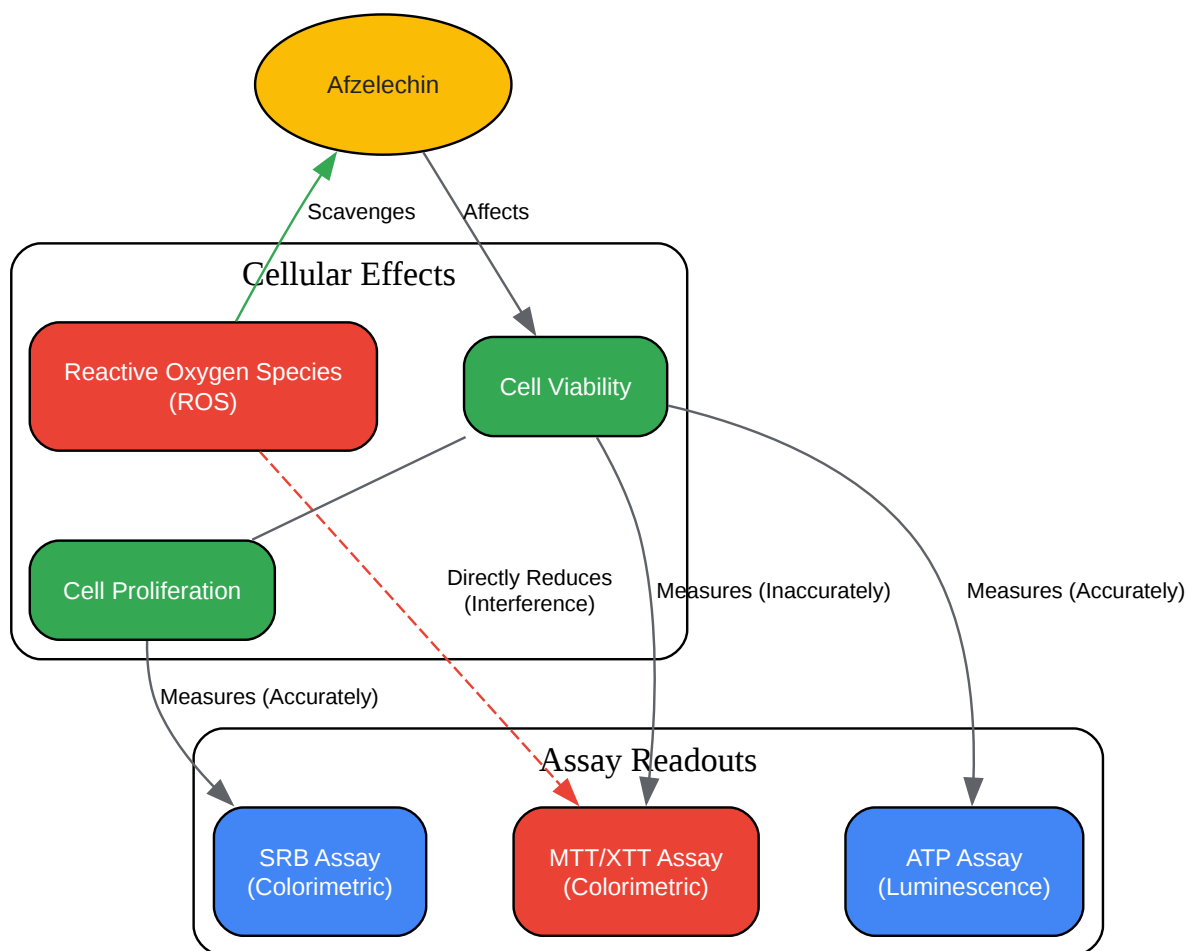 Afzelechin
Scavenges
Affects
Cellular Effects
Reactive Oxygen Species
(ROS)
Cell Viability
Cell Proliferation
Directly Reduces
(Interference)
Measures (Inaccurately)
Measures (Accurately)
Measures (Accurately)
Assay Readouts
SRB Assay
(Colorimetric)
MTT/XTT Assay
(Colorimetric)
ATP Assay
(Luminescence)